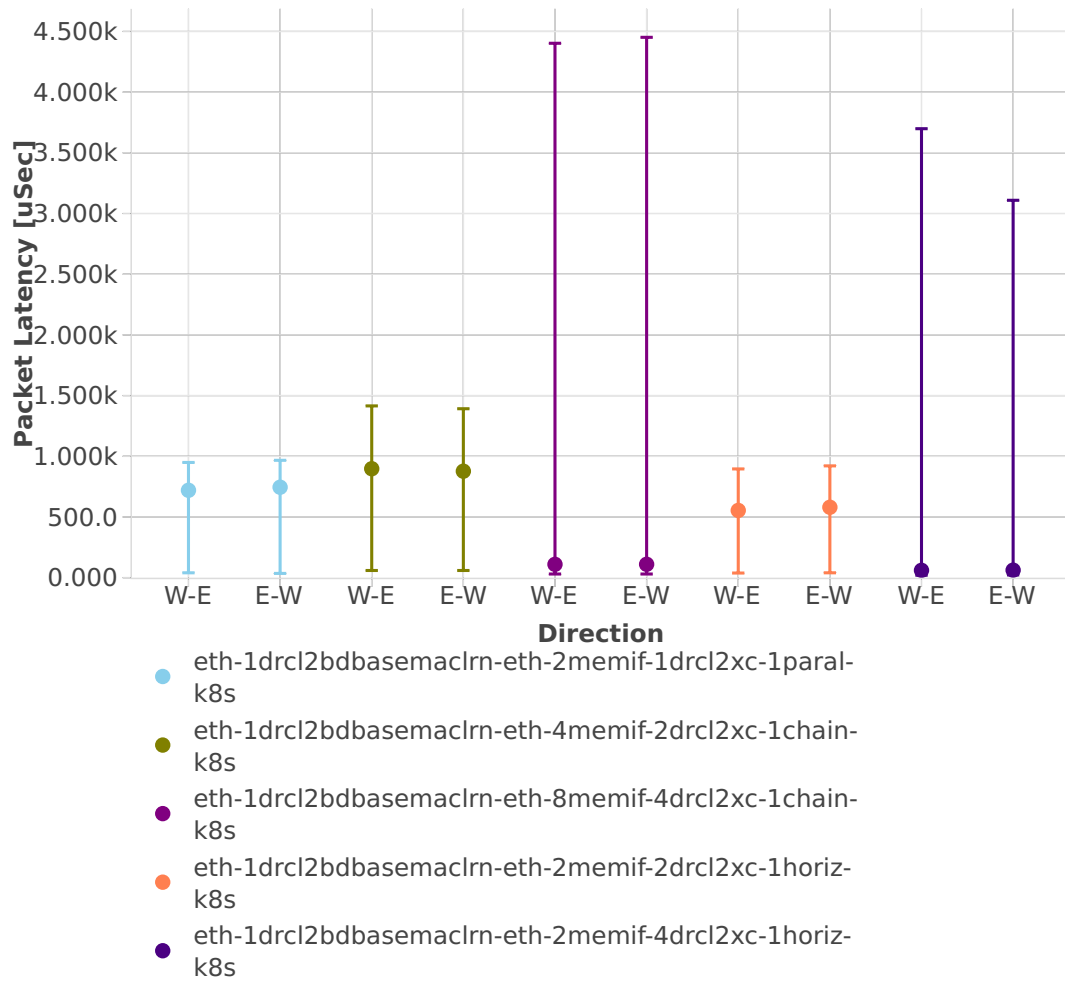 4.500k
4.000k
3.500k
3.000k
2.500k
2.000k
1.500k
1.000k
500.0
0.000
Packet Latency [uSec]
W-E E-W W-E E-W W-E E-W W-E E-W W-E E-W
Direction
eth-1drcl2bdbasemaclrn-eth-2memif-1drcl2xc-1paral-
k8s
eth-1drcl2bdbasemaclrn-eth-4memif-2drcl2xc-1chain-
k8s
eth-1drcl2bdbasemaclrn-eth-8memif-4drcl2xc-1chain-
k8s
eth-1drcl2bdbasemaclrn-eth-2memif-2drcl2xc-1horiz-
k8s
eth-1drcl2bdbasemaclrn-eth-2memif-4drcl2xc-1horiz-
k8s